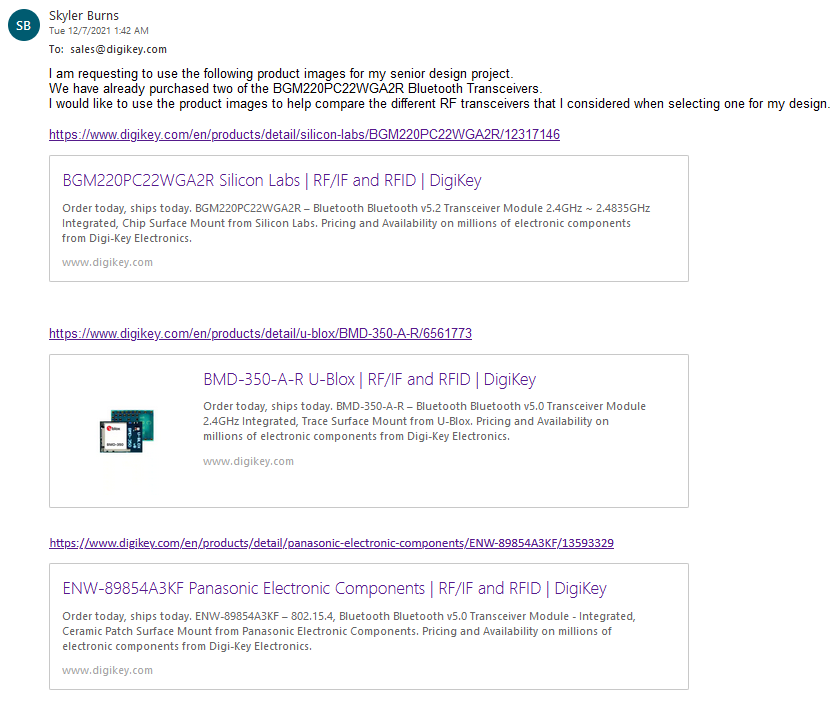 SB
Skyler Burns
Tue 12/7/2021 1:42 AM
To: sales@digikey.com
I am requesting to use the following product images for my senior design project.
We have already purchased two of the BGM220PC22WGA2R Bluetooth Transceivers.
I would like to use the product images to help compare the different RF transceivers that I considered when selecting one for my design.
https://www.digikey.com/en/products/detail/silicon-labs/BGM220PC22WGA2R/12317146
BGM220PC22WGA2R Silicon Labs | RF/IF and RFID | DigiKey
Order today, ships today. BGM220PC22WGA2R – Bluetooth Bluetooth v5.2 Transceiver Module 2.4GHz ~ 2.4835GHz
Integrated, Chip Surface Mount from Silicon Labs. Pricing and Availability on millions of electronic components
from Digi-Key Electronics.
www.digikey.com
https://www.digikey.com/en/products/detail/u-blox/BMD-350-A-R/6561773
BMD-350-A-R U-Blox | RF/IF and RFID | DigiKey
Order today, ships today. BMD-350-A-R – Bluetooth Bluetooth v5.0 Transceiver Module
2.4GHz Integrated, Trace Surface Mount from U-Blox. Pricing and Availability on
millions of electronic components from Digi-Key Electronics.
www.digikey.com
BMD-350
https://www.digikey.com/en/products/detail/panasonic-electronic-components/ENW-89854A3KF/13593329
ENW-89854A3KF Panasonic Electronic Components | RF/IF and RFID | DigiKey
Order today, ships today. ENW-89854A3KF – 802.15.4, Bluetooth Bluetooth v5.0 Transceiver Module - Integrated,
Ceramic Patch Surface Mount from Panasonic Electronic Components. Pricing and Availability on millions of
electronic components from Digi-Key Electronics.
www.digikey.com